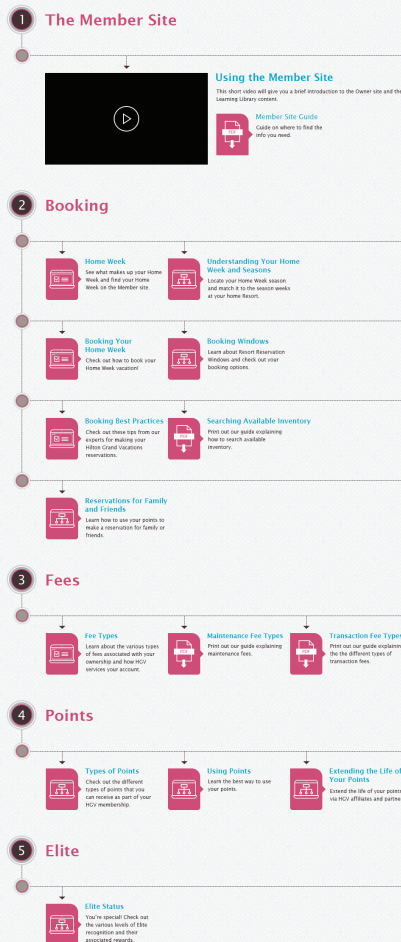 1 The Member Site
Using the Member Site
This short video will give you a brief introduction to the Owner site and the
Learning Library content.
PDF
Member Site Guide
Guide on where to find the
info you need.
2 Booking
Home Week
See what makes up your Home
Week and find your Home
Week on the Member site.
Understanding Your Home
Week and Seasons
Locate your Home Week season
and match it to the season weeks
at your home Resort.
Booking Your
Home Week
Check out how to book your
Home Week vacation!
Booking Windows
Learn about Resort Reservation
Windows and check out your
booking options.
Booking Best Practices
Check out these tips from our
experts for making your
Hilton Grand Vacations
reservations.
PDF
Searching Available Inventory
Print out our guide explaining
how to search available
inventory.
Reservations for Family
and Friends
Learn how to use your points to
make a reservation for family or
friends.
3 Fees
Fee Types
Learn about the various types
of fees associated with your
ownership and how HGV
services your account.
PDF
Maintenance Fee Types
Print out our guide explaining
maintenance fees.
PDF
Transaction Fee Types
Print out our guide explaining
the the different types of
transaction fees.
4 Points
Types of Points
Check out the different
types of points that you
can receive as part of your
HGV membership.
Using Points
Learn the best way to use
your points.
Extending the Life of
Your Points
Extend the life of your points
via HGV affiliates and partne
5 Elite
Elite Status
You're special! Check out
the various levels of Elite
recognition and their
associated rewards.